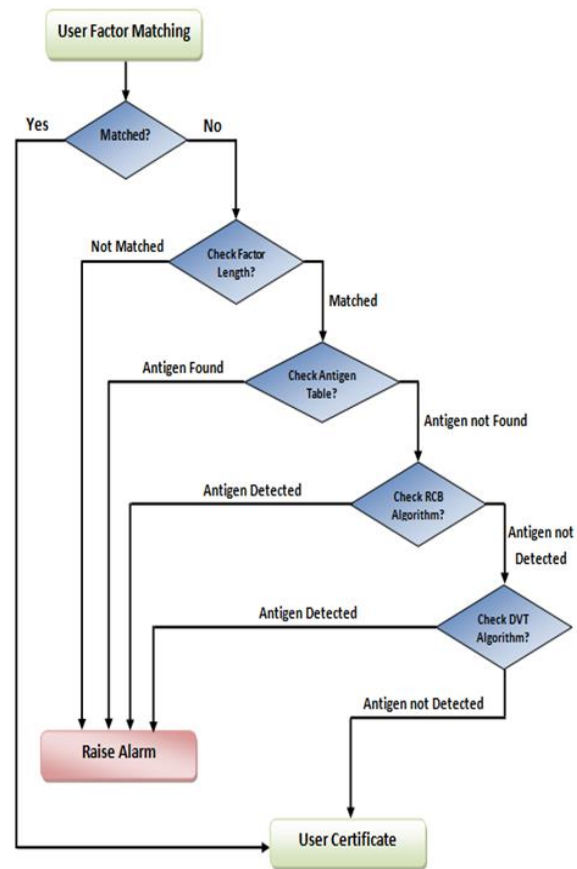 User Factor Matching
Yes
Matched?
No
Not Matched
Check Factor
Length?
Matched
Antigen Found
Check Antigen
Table?
Antigen not Found
Antigen Detected
Check RCB
Algorithm?
Antigen not
Detected
Antigen Detected
Check DVT
Algorithm?
Antigen not Detected
Raise Alarm
User Certificate